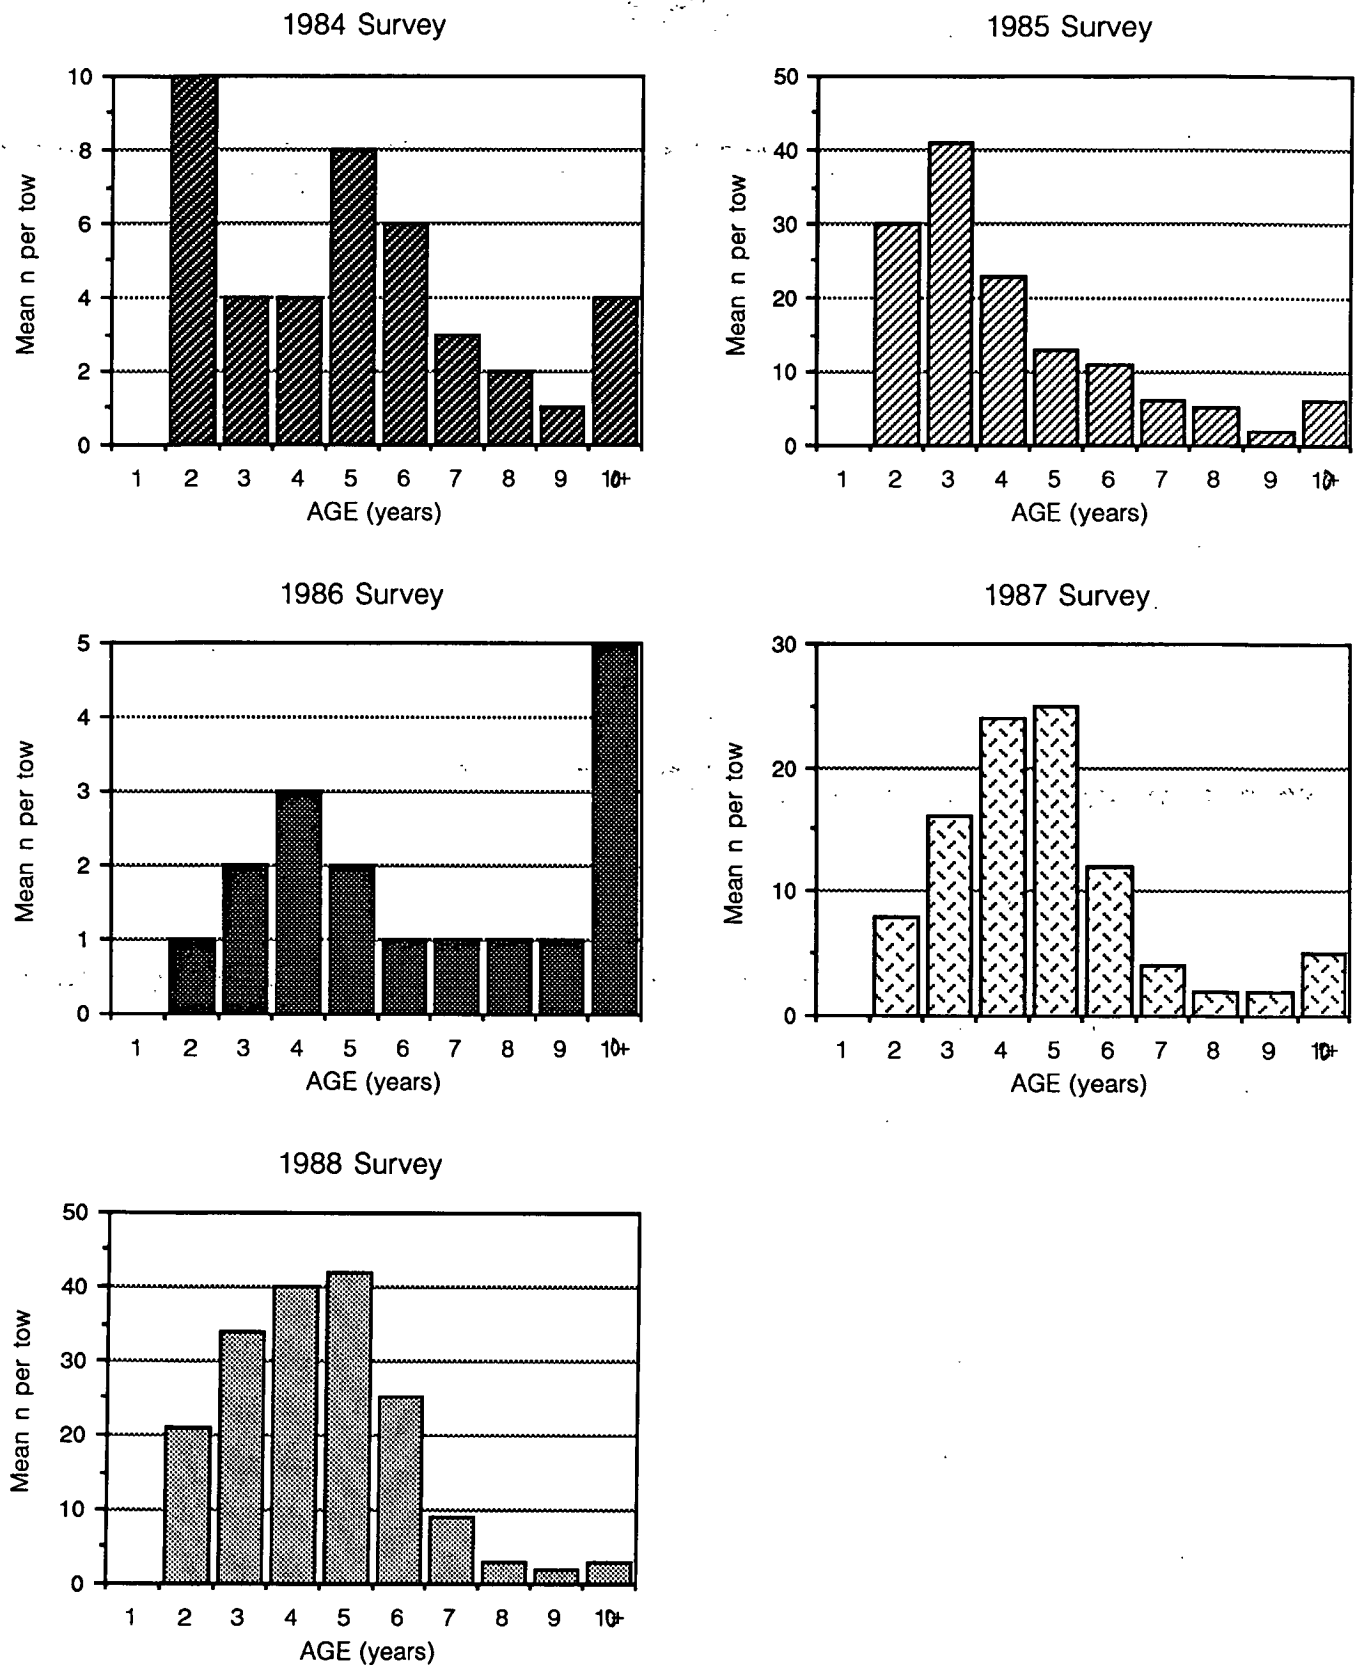 1984 Survey
10
8
6
4
2
0
Mean n per tow
1 2 3 4 5 6 7 8 9 10+
AGE (years)
1985 Survey
50
40
30
20
10
0
Mean n per tow
1 2 3 4 5 6 7 8 9 10+
AGE (years)
1986 Survey
5
4
3
2
1
0
Mean n per tow
1 2 3 4 5 6 7 8 9 10+
AGE (years)
1987 Survey
30
20
10
0
Mean n per tow
1 2 3 4 5 6 7 8 9 10+
AGE (years)
1988 Survey
50
40
30
20
10
0
Mean n per tow
1 2 3 4 5 6 7 8 9 10+
AGE (years)